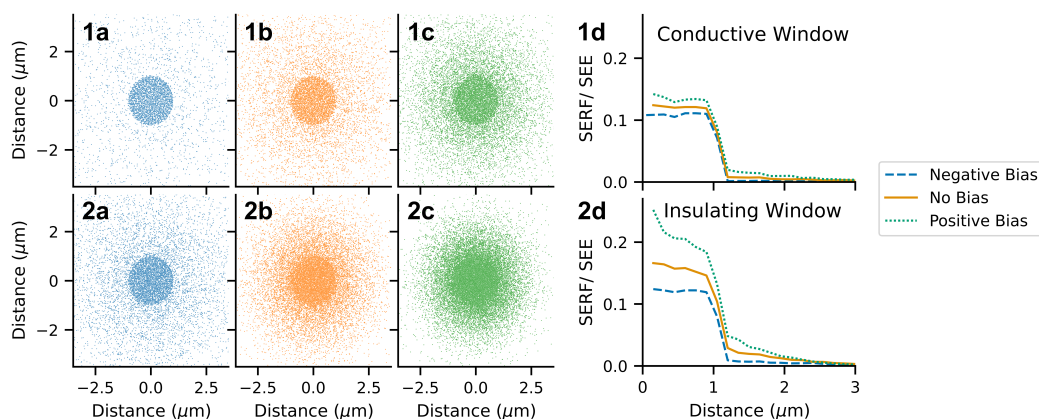 1a
1b
1c
1d
Conductive Window
Distance (μm)
2
0
−2
SERF/ SEE
0.2
0.1
0.0
Negative Bias
No Bias
Positive Bias
2a
2b
2c
2d
Insulating Window
Distance (μm)
2
0
−2
SERF/ SEE
0.2
0.1
0.0
−2.5 0.0 2.5
−2.5 0.0 2.5
−2.5 0.0 2.5
0 1 2 3
Distance (μm)
Distance (μm)
Distance (μm)
Distance (μm)